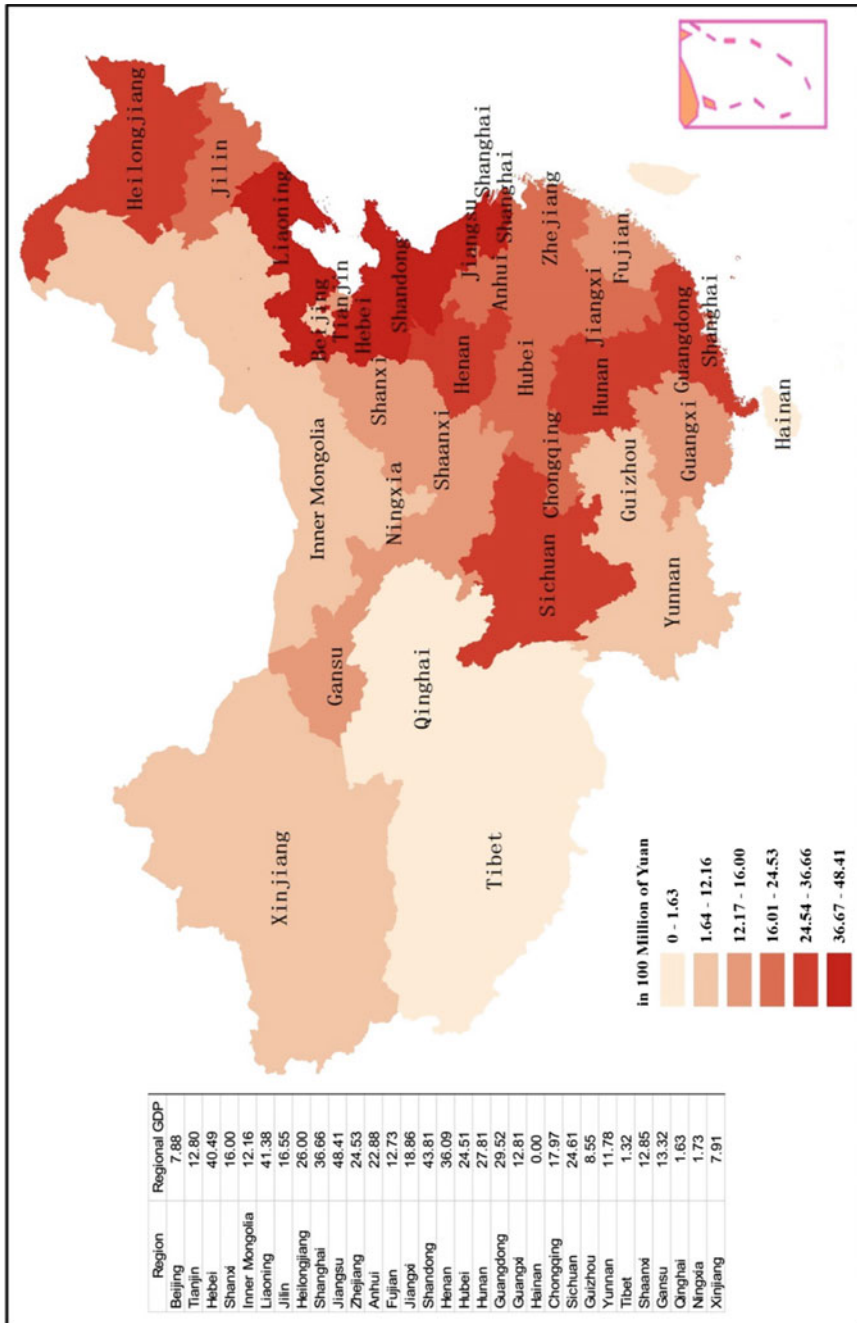 Heilongjiang
Jilin
Liaoning
Inner Mongolia
Beijing
Tianjin
Hebei
Shandong
Shanxi
Ningxia
Shaanxi
Henan
Jiangsu
Shanghai
Anhui
Shanghai
Xinjiang
Gansu
Qinghai
Tibet
Sichuan
Chongqing
Hubei
Zhejiang
Hunan
Jiangxi
Fujian
Guizhou
Yunnan
Guangxi
Guangdong
Shanghai
Hainan
in 100 Million of Yuan
0 - 1.63
1.64 - 12.16
12.17 - 16.00
16.01 - 24.53
24.54 - 36.66
36.67 - 48.41
Region Regional GDP
Beijing 7.88
Tianjin 12.80
Hebei 40.49
Shanxi 16.00
Inner Mongolia 12.16
Liaoning 41.38
Jilin 16.55
Heilongjiang 26.00
Shanghai 36.66
Jiangsu 48.41
Zhejiang 24.53
Anhui 22.88
Fujian 12.73
Jiangxi 18.86
Shandong 43.81
Henan 36.09
Hubei 24.51
Hunan 27.81
Guangdong 29.52
Guangxi 12.81
Hainan 0.00
Chongqing 17.97
Sichuan 24.61
Guizhou 8.55
Yunnan 11.78
Tibet 1.32
Shaanxi 12.85
Gansu 13.32
Qinghai 1.63
Ningxia 1.73
Xinjiang 7.91